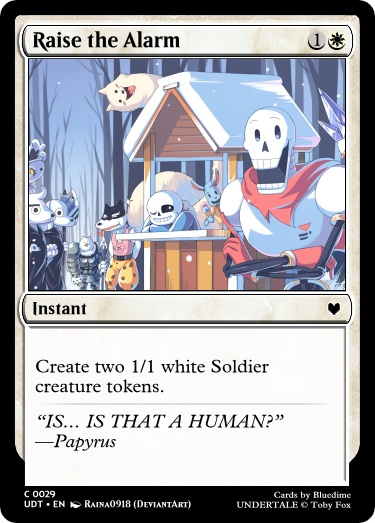 Raise the Alarm 1
Instant
Create two 1/1 white Soldier
creature tokens.
“IS... IS THAT A HUMAN?”
—Papyrus
C 0029
UDT • EN Raina0918 (DeviantArt)
Cards by Bluedime
UNDERTALE © Toby Fox